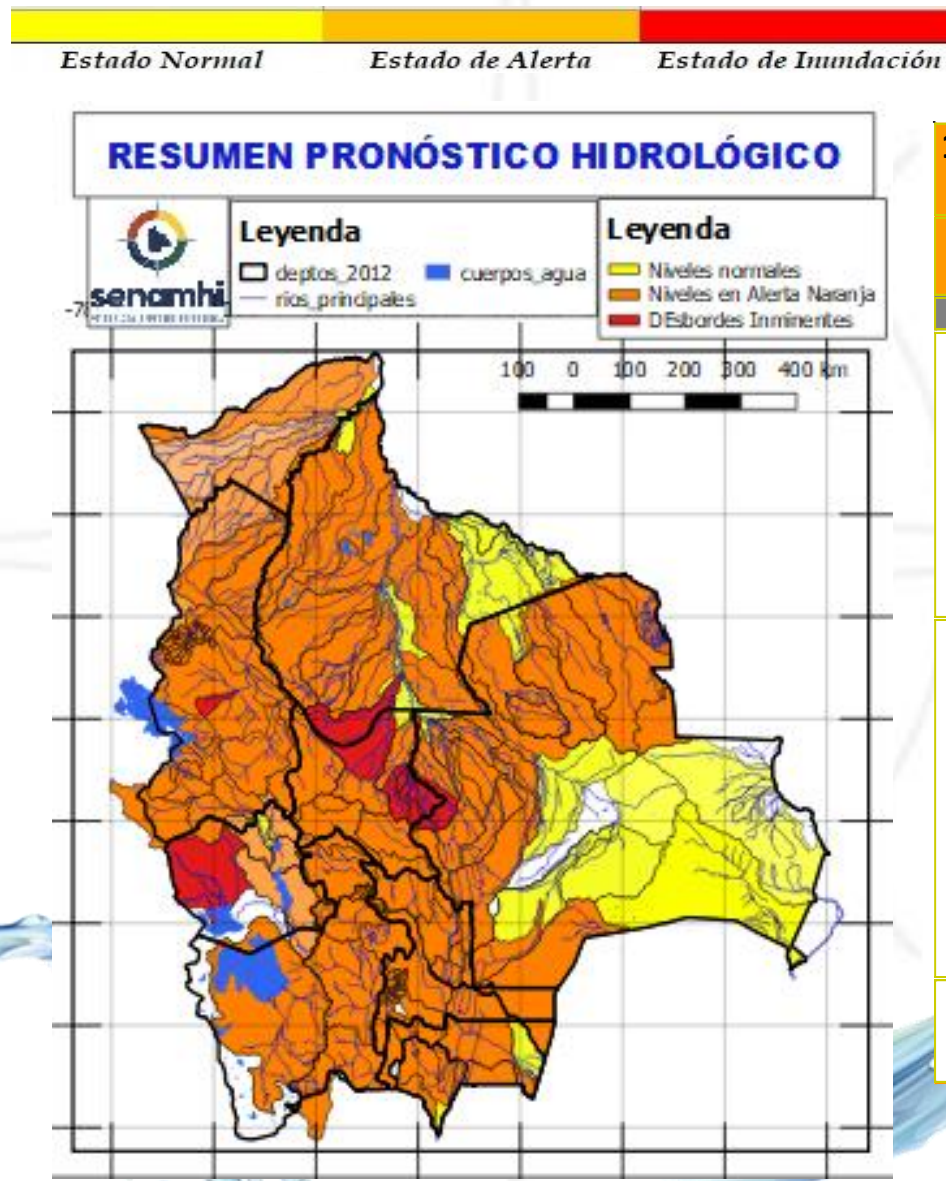 Estado Normal Estado de Alerta Estado de Inundación
RESUMEN PRONÓSTICO HIDROLÓGICO
senamhi
Leyenda
deptos_2012 cuerpos_agua
rios_principales
Leyenda
Niveles normales
Niveles en Alerta Naranja
DEsbordes Inminentes
100 0 100 200 300 400 km